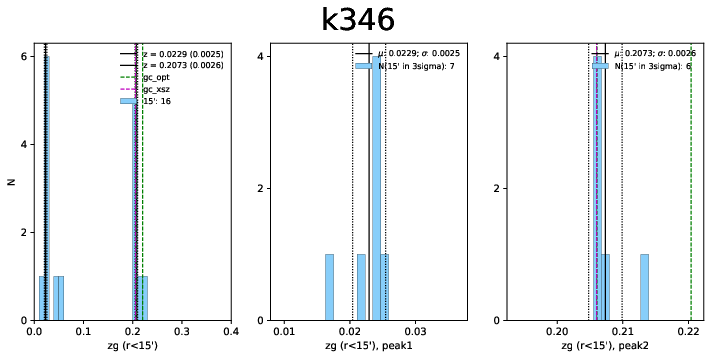 k346
z = 0.0229 (0.0025)
z = 0.2073 (0.0026)
gc_opt
gc_xsz
15': 16
N
6
4
2
0
0.0 0.1 0.2 0.3 0.4
zg (r<15')
μ: 0.0229; σ: 0.0025
N(15' in 3sigma): 7
4
2
0
0.01 0.02 0.03
zg (r<15'), peak1
μ: 0.2073; σ: 0.0026
N(15' in 3sigma): 6
4
2
0
0.20 0.21 0.22
zg (r<15'), peak2